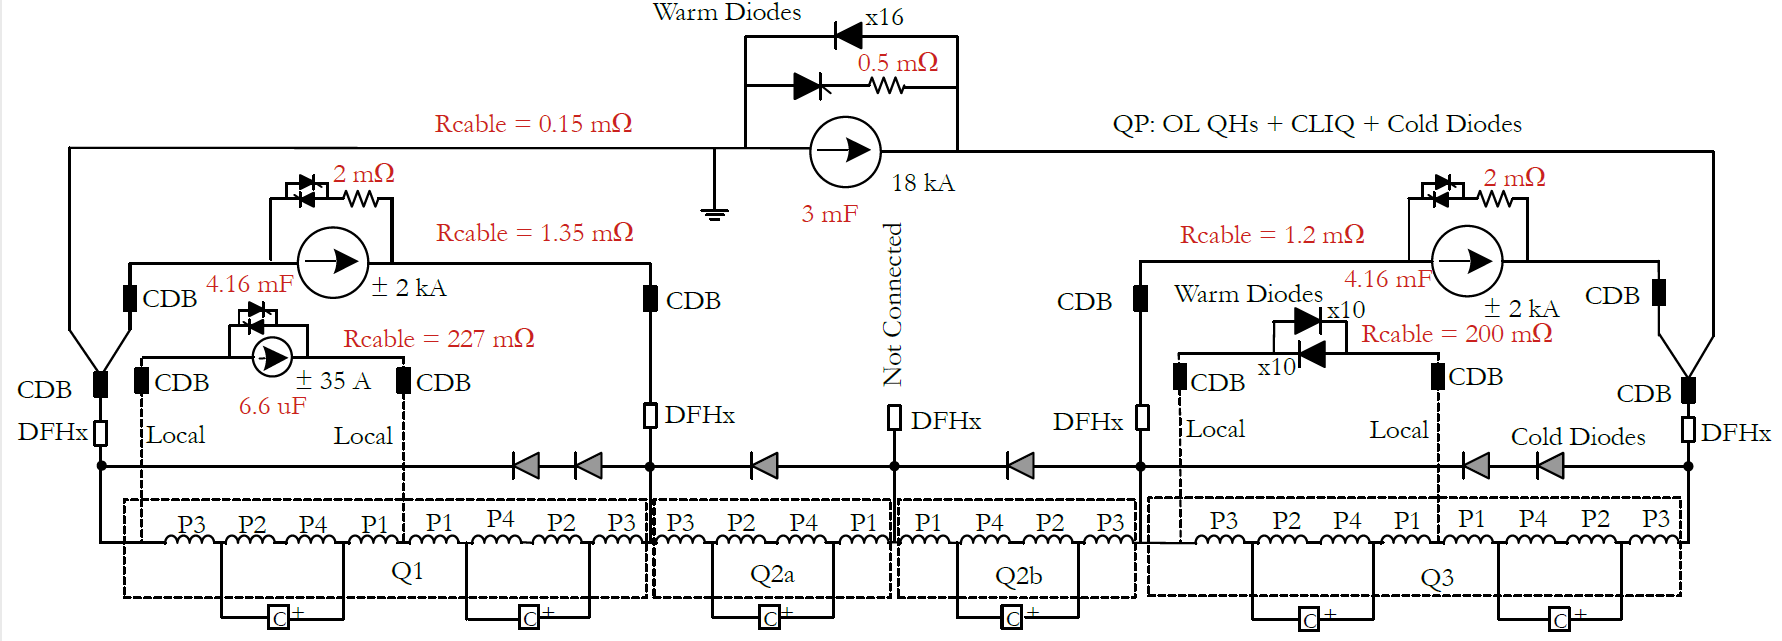 Warm Diodes
x16
0.5 mΩ
Rcable = 0.15 mΩ
QP: OL QHs + CLIQ + Cold Diodes
18 kA
3 mF
2 mΩ
Rcable = 1.35 mΩ
4.16 mF
± 2 kA
CDB
CDB
Not Connected
Rcable = 1.2 mΩ
2 mΩ
4.16 mF
± 2 kA
CDB
CDB
Warm Diodes
x10
x10
Rcable = 200 mΩ
Rcable = 227 mΩ
± 35 A
6.6 uF
CDB
CDB
CDB
CDB
CDB
CDB
DFHx
Local
Local
DFHx
DFHx
DFHx
Local
Local
Cold Diodes
DFHx
P3 P2 P4 P1 P1 P4 P2 P3 P3 P2 P4 P1 P1 P4 P2 P3 P3 P2 P4 P1 P1 P4 P2 P3
Q1
Q2a
Q2b
Q3
C +
C +
C +
C +
C +
C +